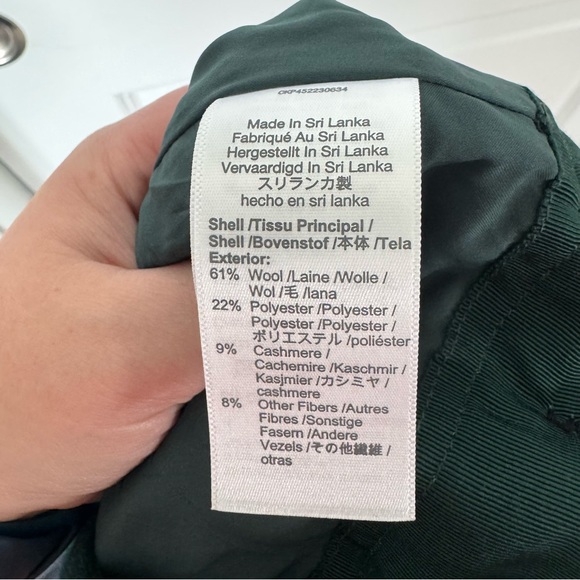 OKP452230634
Made In Sri Lanka
Fabriqué Au Sri Lanka
Hergestellt In Sri Lanka
Vervaardigd In Sri Lanka
スリランカ製
hecho en sri lanka
Shell /Tissu Principal /
Shell /Bovenstof /本体 /Tela
Exterior:
61% Wool /Laine /Wolle /
Wol /毛 /lana
22% Polyester /Polyester /
Polyester /Polyester /
ポリエステル /poliéster
9% Cashmere /
Cachemire /Kaschmir /
Kasjmier /カシミヤ /
cashmere
8% Other Fibers /Autres
Fibres /Sonstige
Fasern /Andere
Vezels /その他繊維 /
otras